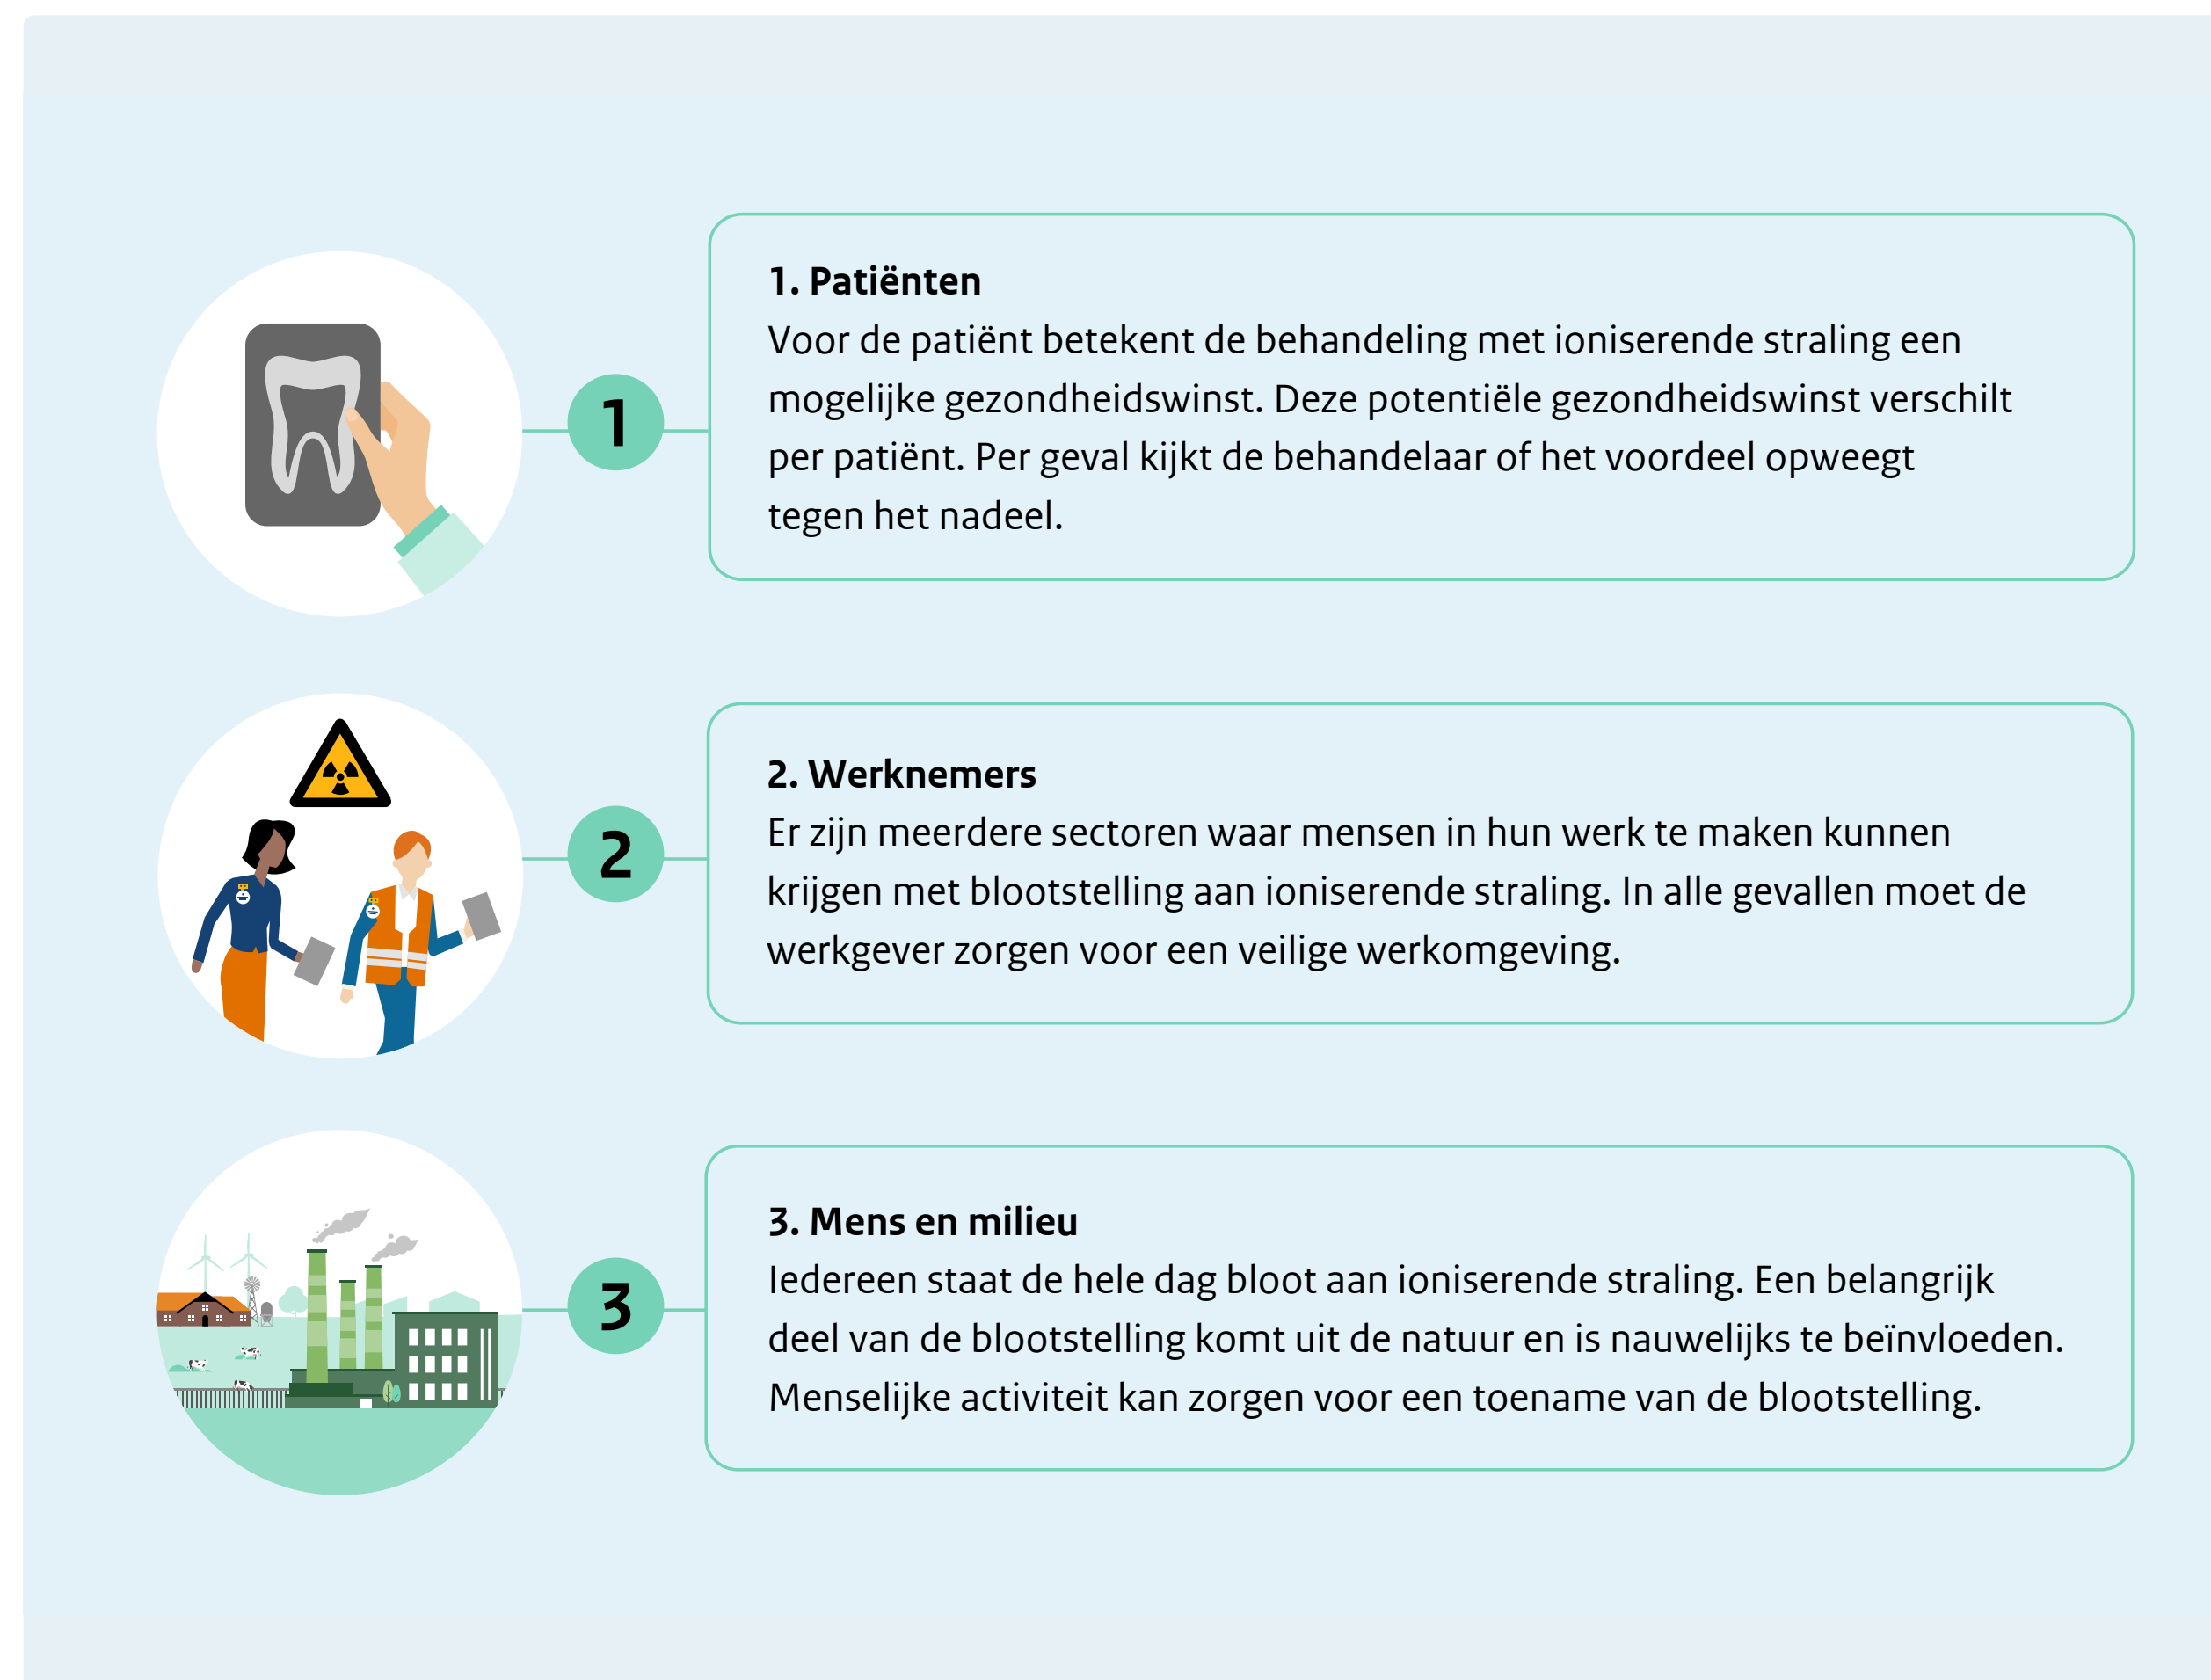 1
1. Patiënten
Voor de patiënt betekent de behandeling met ioniserende straling een
mogelijke gezondheidswinst. Deze potentiële gezondheidswinst verschilt
per patiënt. Per geval kijkt de behandelaar of het voordeel opweegt
tegen het nadeel.
2
2. Werknemers
Er zijn meerdere sectoren waar mensen in hun werk te maken kunnen
krijgen met blootstelling aan ioniserende straling. In alle gevallen moet de
werkgever zorgen voor een veilige werkomgeving.
3
3. Mens en milieu
Iedereen staat de hele dag bloot aan ioniserende straling. Een belangrijk
deel van de blootstelling komt uit de natuur en is nauwelijks te beïnvloeden.
Menselijke activiteit kan zorgen voor een toename van de blootstelling.